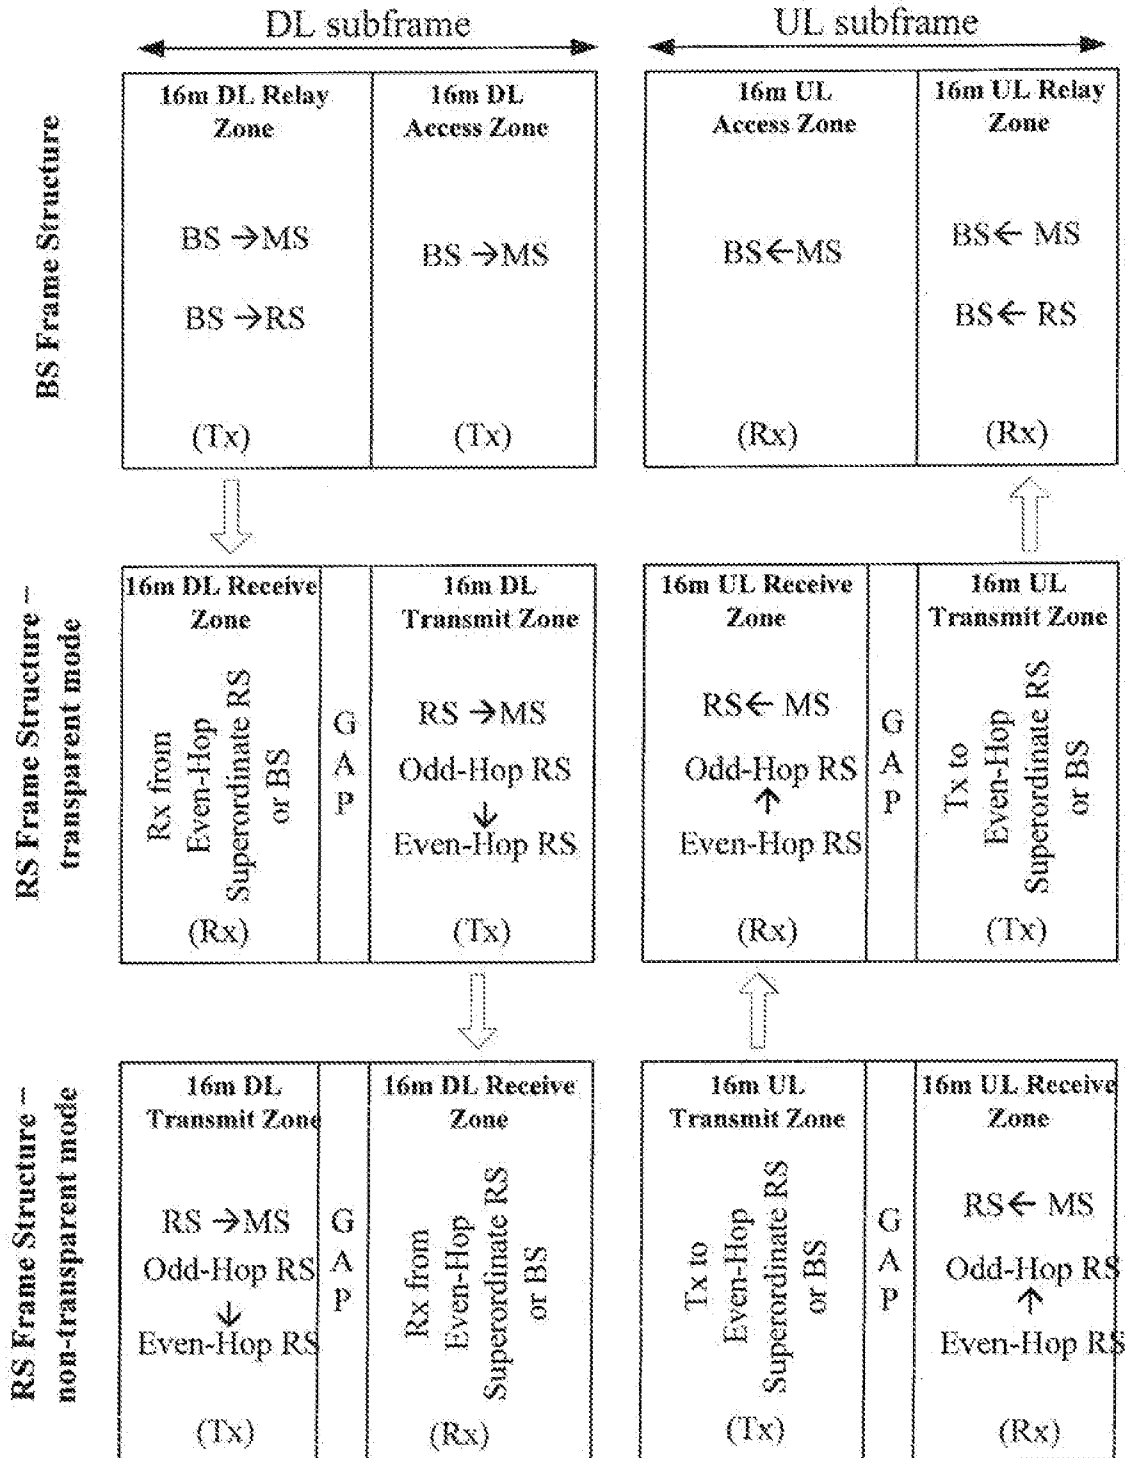 DL subframe
UL subframe
BS Frame Structure
16m DL Relay
Zone
BS →MS
BS →RS
(Tx)
16m DL
Access Zone
BS →MS
(Tx)
16m UL
Access Zone
BS←MS
(Rx)
16m UL Relay
Zone
BS← MS
BS← RS
(Rx)
RS Frame Structure –
transparent mode
16m DL Receive
Zone
Rx from
Even-Hop
Superordinate RS
or BS
(Rx)
G
A
P
16m DL
Transmit Zone
RS →MS
Odd-Hop RS
↓
Even-Hop RS
(Tx)
16m UL Receive
Zone
RS← MS
Odd-Hop RS
↑
Even-Hop RS
(Rx)
G
A
P
16m UL
Transmit Zone
Tx to
Even-Hop
Superordinate RS
or BS
(Tx)
RS Frame Structure –
non-transparent mode
16m DL
Transmit Zone
RS →MS
Odd-Hop RS
↓
Even-Hop RS
(Tx)
G
A
P
16m DL Receive
Zone
Rx from
Even-Hop
Superordinate RS
or BS
(Rx)
16m UL
Transmit Zone
Tx to
Even-Hop
Superordinate RS
or BS
(Tx)
G
A
P
16m UL Receive
Zone
RS← MS
Odd-Hop RS
↑
Even-Hop RS
(Rx)